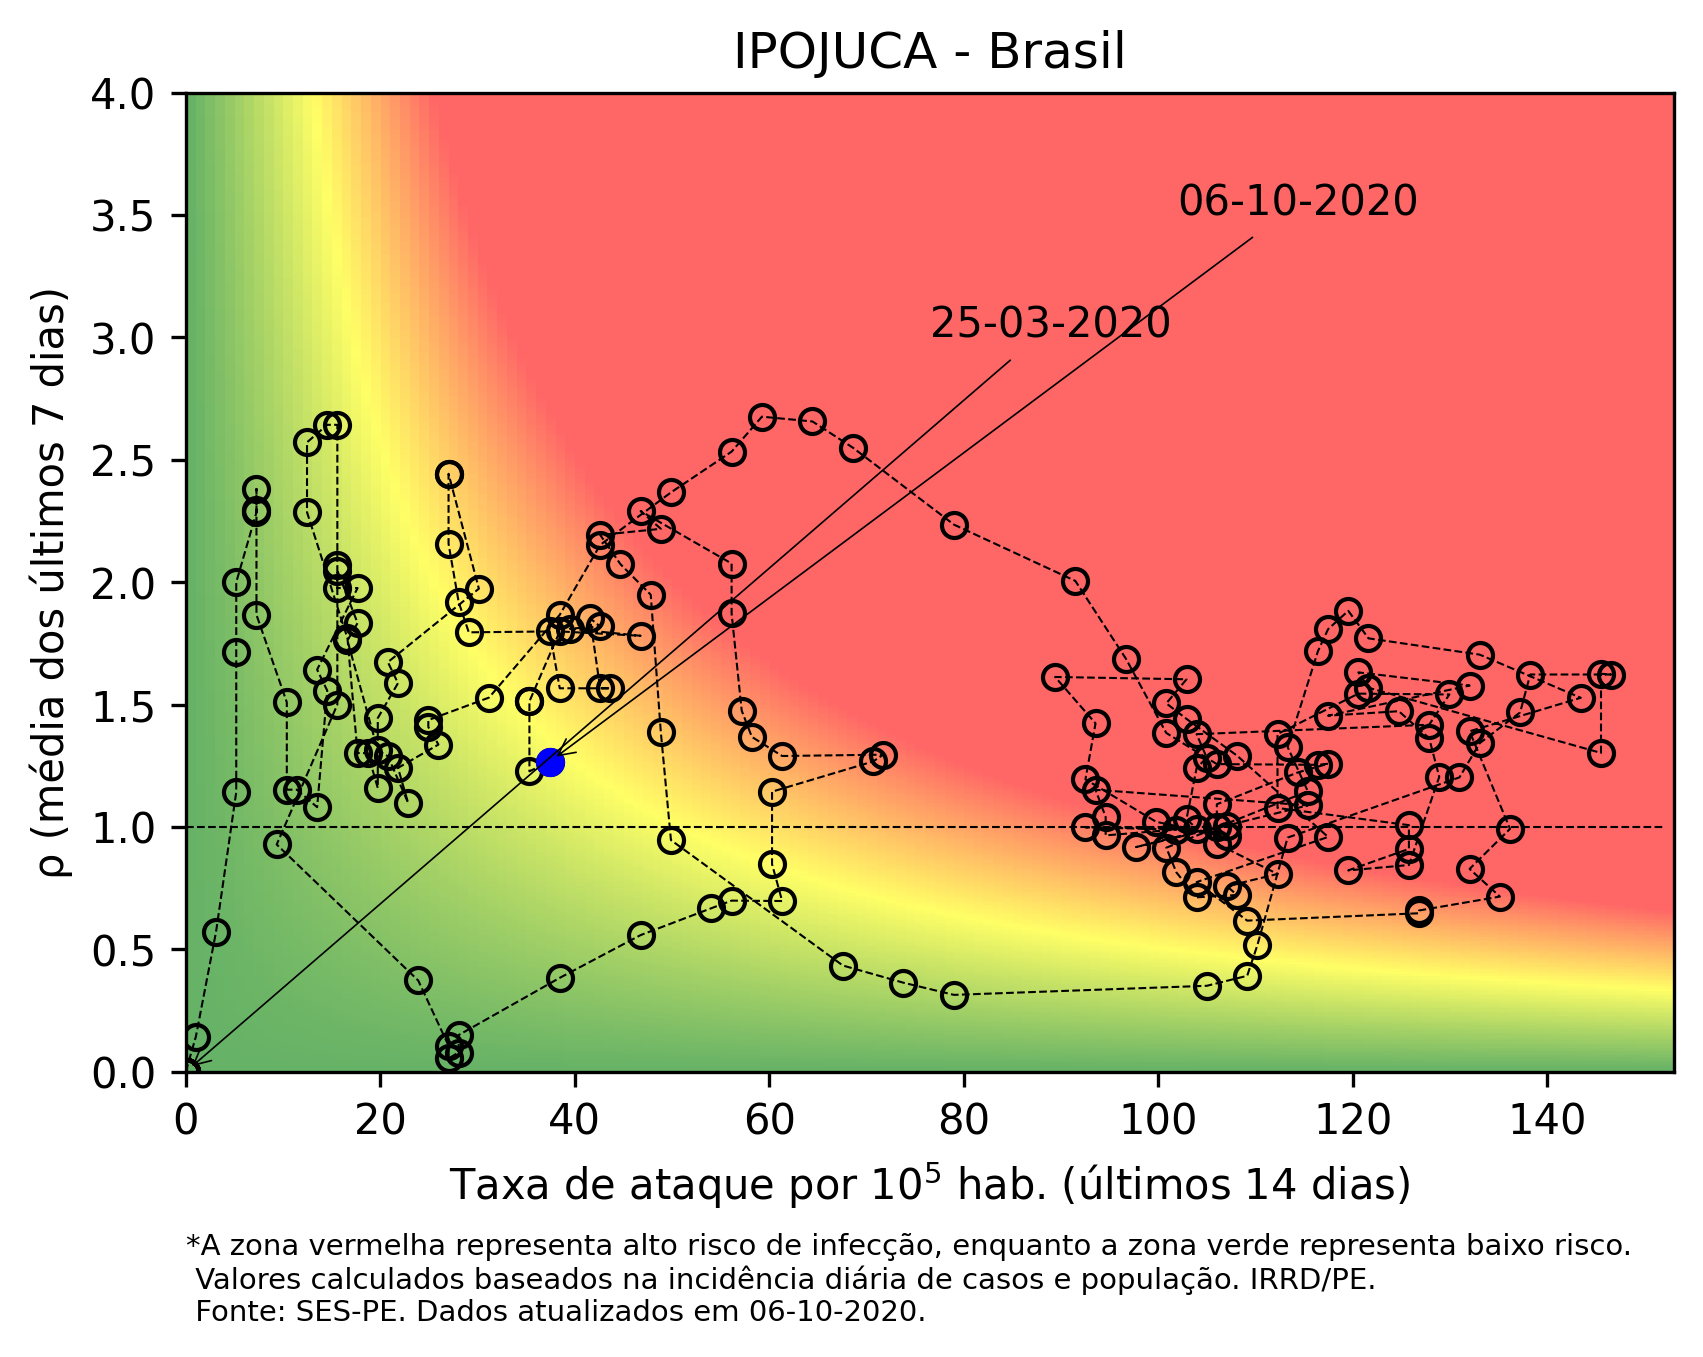 IPOJUCA - Brasil
4.0
3.5
3.0
2.5
2.0
1.5
1.0
0.5
0.0
ρ (média dos últimos 7 dias)
06-10-2020
25-03-2020
0 20 40 60 80 100 120 140
Taxa de ataque por 10⁵ hab. (últimos 14 dias)
*A zona vermelha representa alto risco de infecção, enquanto a zona verde representa baixo risco.
Valores calculados baseados na incidência diária de casos e população. IRRD/PE.
Fonte: SES-PE. Dados atualizados em 06-10-2020.